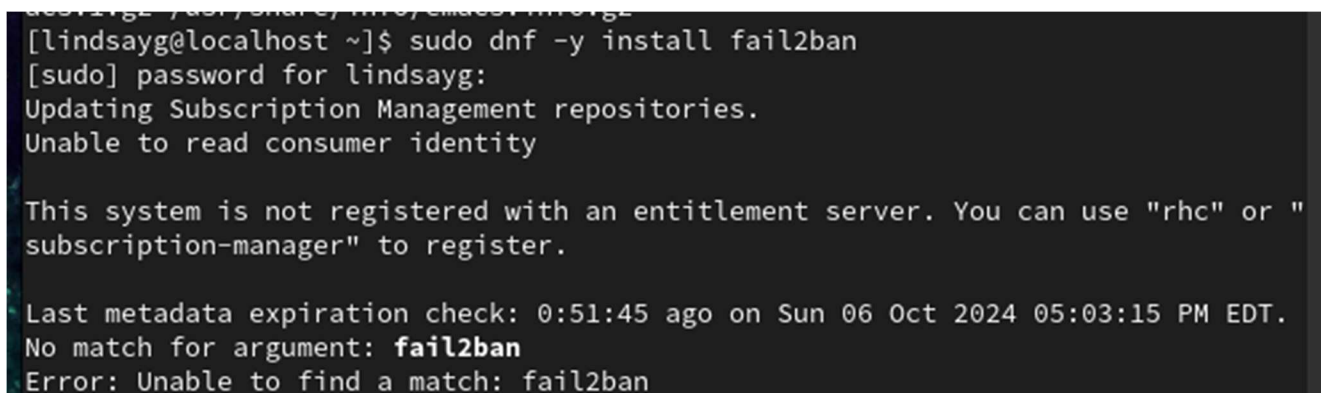 [lindsayg@localhost ~]$ sudo dnf -y install fail2ban
[sudo] password for lindsayg:
Updating Subscription Management repositories.
Unable to read consumer identity
This system is not registered with an entitlement server. You can use "rhc" or "
subscription-manager" to register.
Last metadata expiration check: 0:51:45 ago on Sun 06 Oct 2024 05:03:15 PM EDT.
No match for argument: fail2ban
Error: Unable to find a match: fail2ban